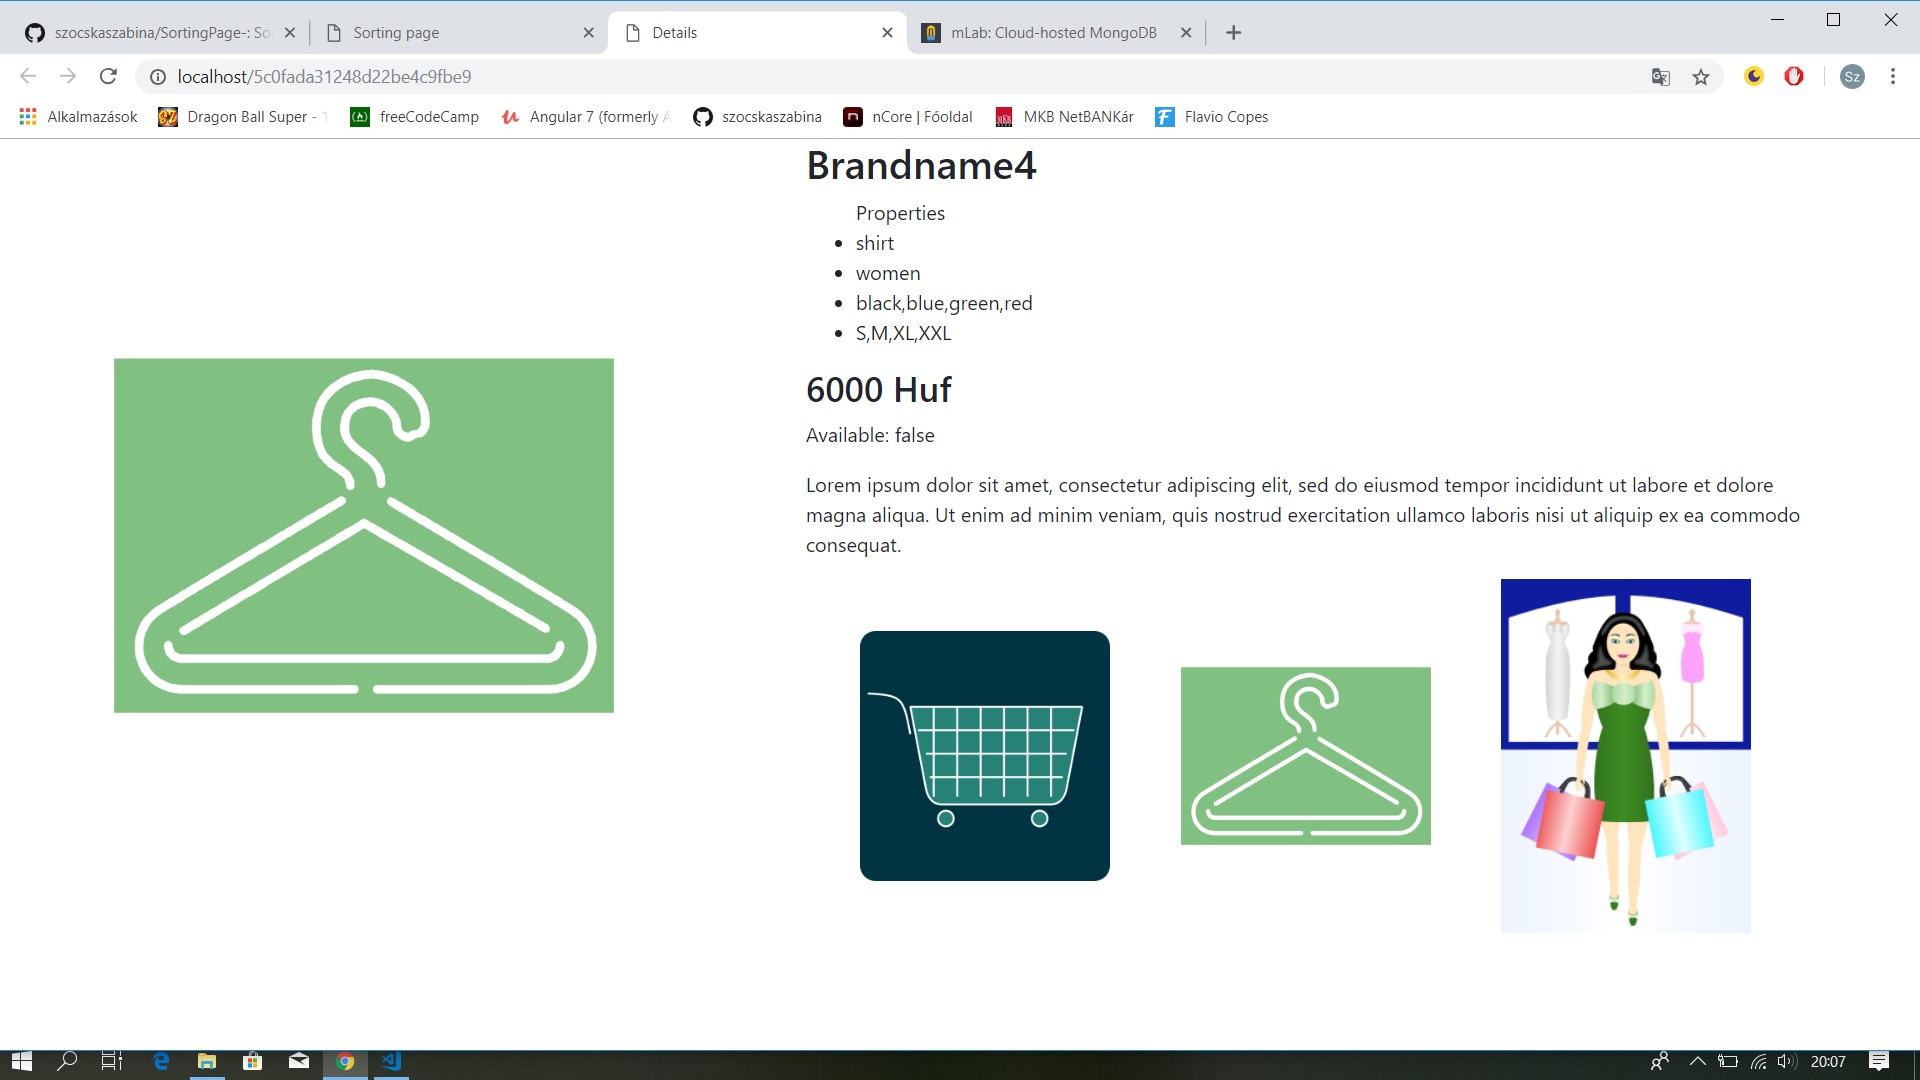 szocskaszabina/SortingPage-: So
Sorting page
Details
mLab: Cloud-hosted MongoDB
localhost/5c0fada31248d22be4c9fbe9
Sz
Alkalmazások
Dragon Ball Super -
freeCodeCamp
Angular 7 (formerly A
szocskaszabina
nCore | Főoldal
MKB NetBANKár
Flavio Copes
Brandname4
Properties
shirt
women
black,blue,green,red
S,M,XL,XXL
6000 Huf
Available: false
Lorem ipsum dolor sit amet, consectetur adipiscing elit, sed do eiusmod tempor incididunt ut labore et dolore
magna aliqua. Ut enim ad minim veniam, quis nostrud exercitation ullamco laboris nisi ut aliquip ex ea commodo
consequat.
20:07